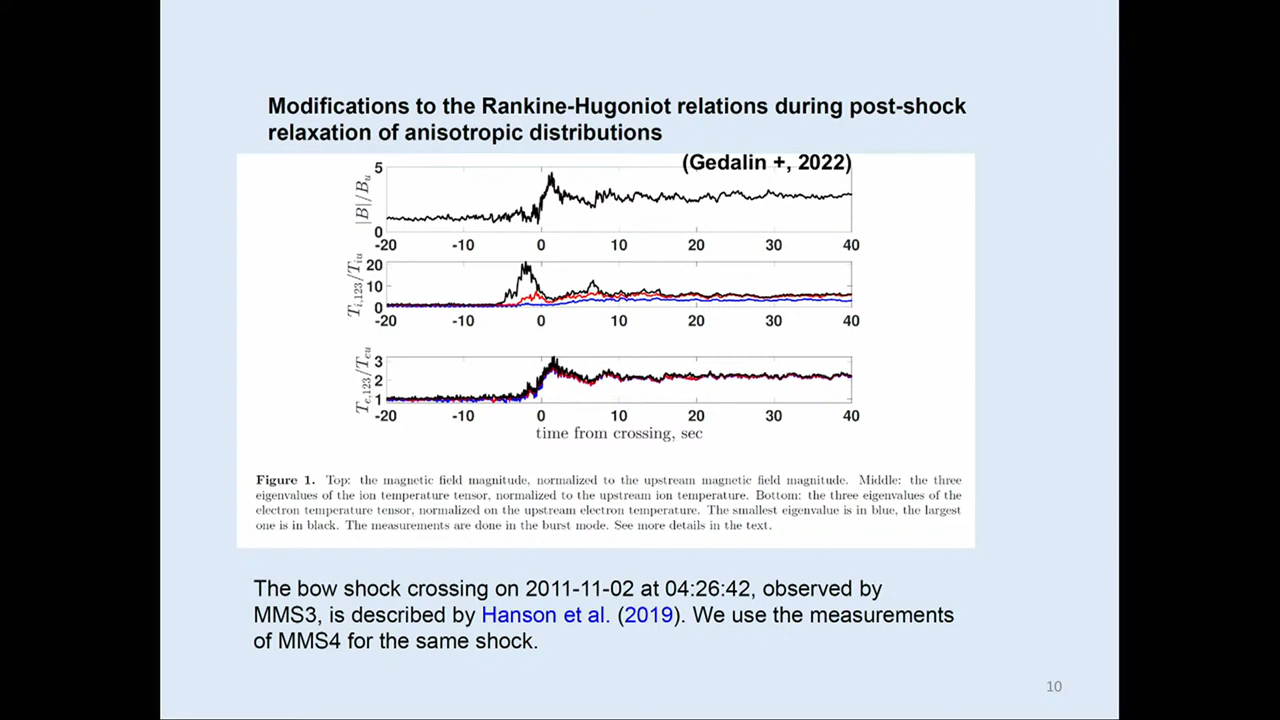 Modifications to the Rankine-Hugoniot relations during post-shock
relaxation of anisotropic distributions
(Gedalin +, 2022)
5
|B|/B_u
0
-20 -10 0 10 20 30 40
20
T_{i,123}/T_{iu}
10
0
-20 -10 0 10 20 30 40
3
T_{e,123}/T_{eu}
2
1
-20 -10 0 10 20 30 40
time from crossing, sec
Figure 1. Top: the magnetic field magnitude, normalized to the upstream magnetic field magnitude. Middle: the three
eigenvalues of the ion temperature tensor, normalized to the upstream ion temperature. Bottom: the three eigenvalues of the
electron temperature tensor, normalized on the upstream electron temperature. The smallest eigenvalue is in blue, the largest
one is in black. The measurements are done in the burst mode. See more details in the text.
The bow shock crossing on 2011-11-02 at 04:26:42, observed by
MMS3, is described by Hanson et al. (2019). We use the measurements
of MMS4 for the same shock.
10